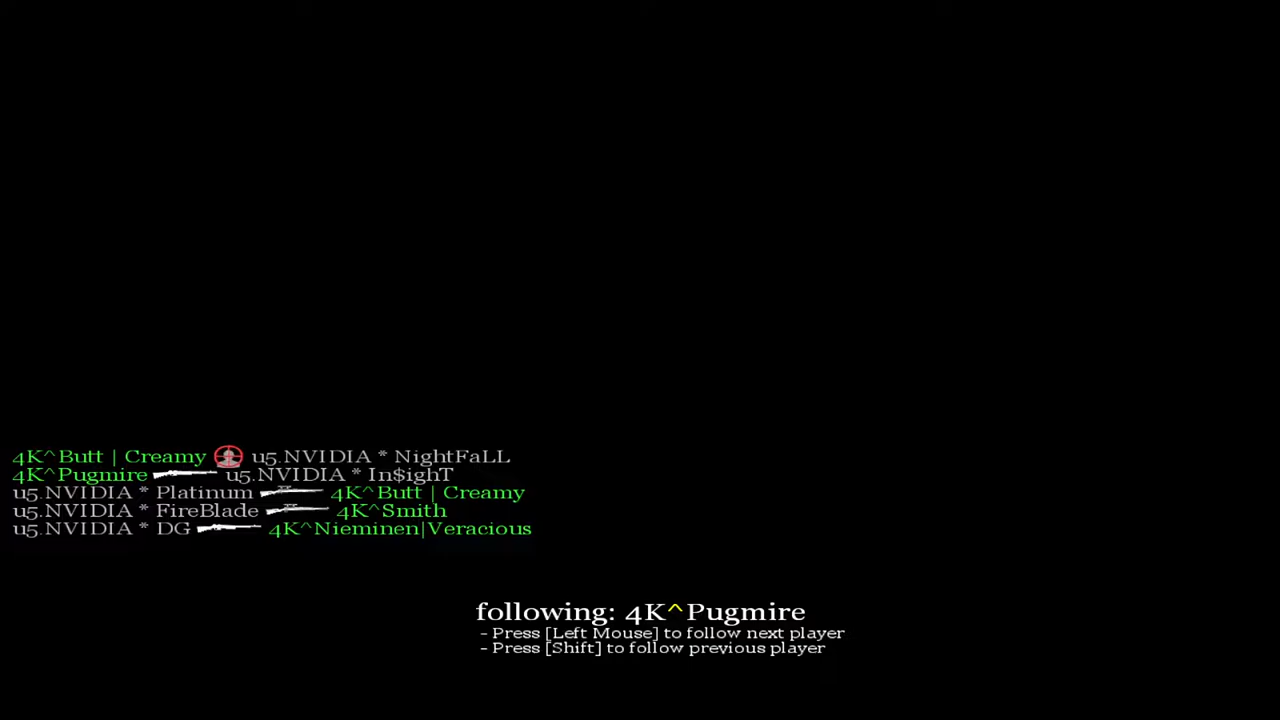 4K^Butt | Creamy u5.NVIDIA * NightFaLL
4K^Pugmire u5.NVIDIA * In$ighT
u5.NVIDIA * Platinum 4K^Butt | Creamy
u5.NVIDIA * FireBlade 4K^Smith
u5.NVIDIA * DG 4K^Nieminen|Veracious
following: 4K^Pugmire
- Press [Left Mouse] to follow next player
- Press [Shift] to follow previous player